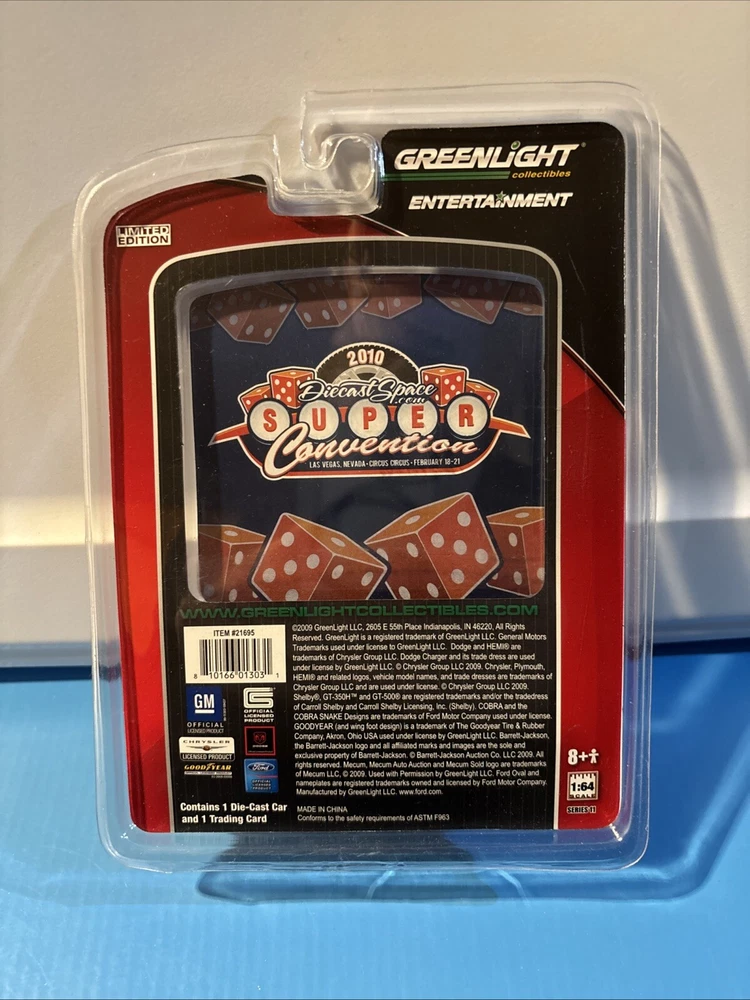 GREENLiGHT®
collectibles
ENTERTAiNMENT
LIMITED
EDITION
2010
DiecastSpace
.com
SUPER
Convention
LAS VEGAS, NEVADA • CIRCUS CIRCUS • FEBRUARY 18-21
WWW.GREENLIGHTCOLLECTIBLES.COM
ITEM #21695
8 10166 01303 1
GM
OFFICIAL
LICENSED PRODUCT
OFFICIAL
LICENSED
PRODUCT
CHRYSLER
LICENSED PRODUCT
DODGE
GOODYEAR
Ford
OFFICIAL
LICENSED
PRODUCT
Contains 1 Die-Cast Car
and 1 Trading Card
©2009 GreenLight LLC, 2605 E 55th Place Indianapolis, IN 46220, All Rights
Reserved. GreenLight is a registered trademark of GreenLight LLC. General Motors
Trademarks used under license to GreenLight LLC. Dodge and HEMI® are
trademarks of Chrysler Group LLC. Dodge Charger and its trade dress are used
under license by GreenLight LLC. © Chrysler Group LLC 2009. Chrysler, Plymouth,
HEMI® and related logos, vehicle model names, and trade dresses are trademarks of
Chrysler Group LLC and are used under license. © Chrysler Group LLC 2009.
Shelby®, GT-350H™ and GT-500® are registered trademarks and/or the tradedress
of Carroll Shelby and Carroll Shelby Licensing, Inc. (Shelby). COBRA and the
COBRA SNAKE Designs are trademarks of Ford Motor Company used under license.
GOODYEAR (and wing foot design) is a trademark of The Goodyear Tire & Rubber
Company, Akron, Ohio USA used under license by GreenLight LLC. Barrett-Jackson,
the Barrett-Jackson logo and all affiliated marks and images are the sole and
exclusive property of Barrett-Jackson. © Barrett-Jackson Auction Co. LLC 2009. All
rights reserved. Mecum, Mecum Auto Auction and Mecum Sold logo are trademarks
of Mecum LLC, © 2009. Used with Permission by GreenLight LLC. Ford Oval and
nameplates are registered trademarks owned and licensed by Ford Motor Company.
Manufactured by GreenLight LLC. www.ford.com.
MADE IN CHINA
Conforms to the safety requirements of ASTM F963
8+
1:64
SCALE
SERIES 11